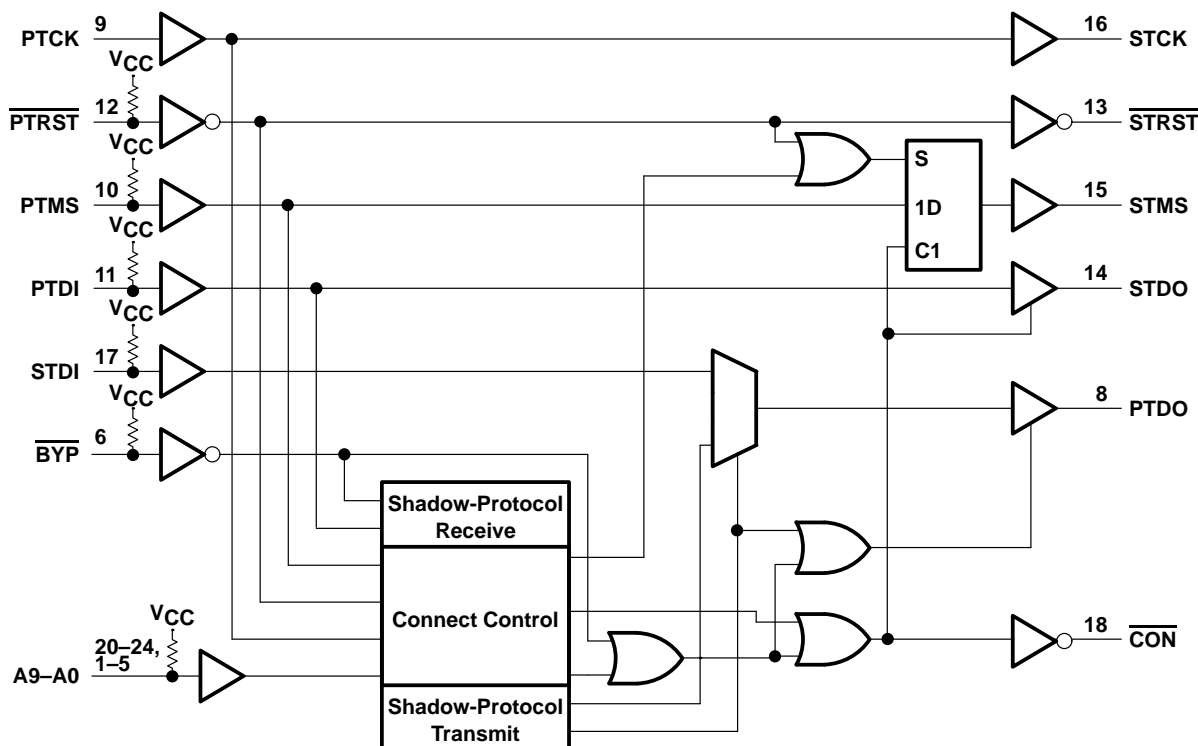 PTCK 9 16 STCK
VCC
PTRST 12 13 STRST
VCC
S
PTMS 10 1D 15 STMS
VCC
C1
PTDI 11 14 STDO
VCC
STDI 17
VCC
8 PTDO
BYP 6
Shadow-Protocol
Receive
Connect Control
VCC
20–24,
1–5
A9–A0
18 CON
Shadow-Protocol
Transmit